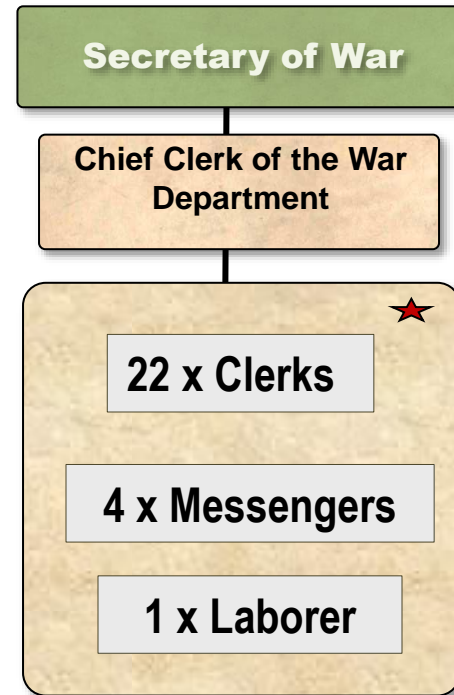 Secretary of War
Chief Clerk of the War
Department
22 x Clerks
4 x Messengers
1 x Laborer